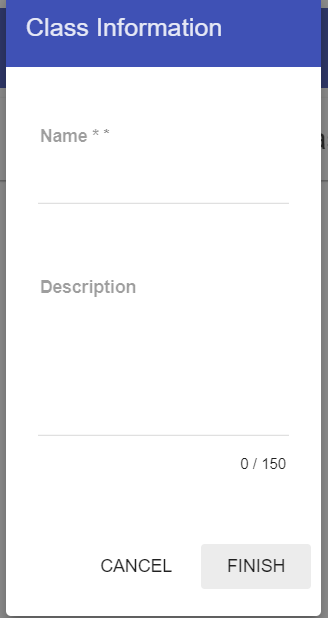 Class Information
Name * *
Description
0 / 150
CANCEL FINISH